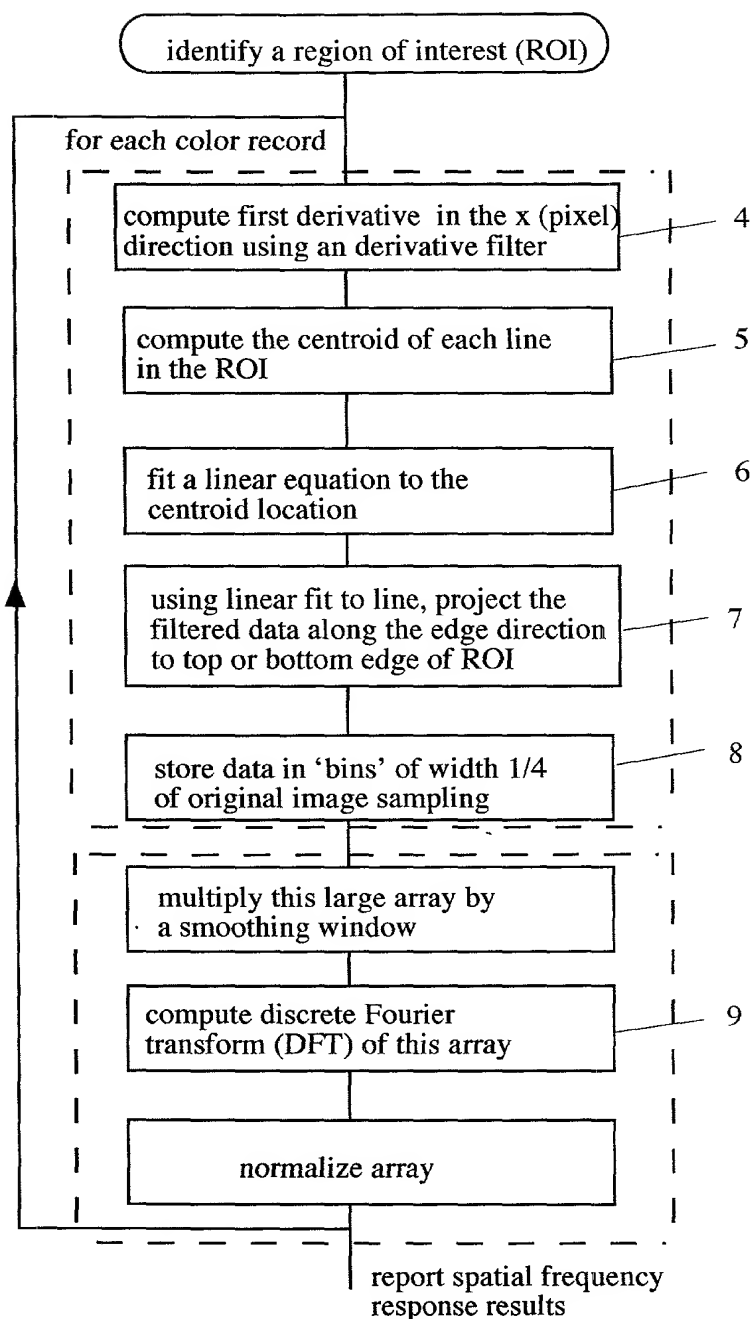 identify a region of interest (ROI)
for each color record
compute first derivative in the x (pixel)
direction using an derivative filter
4
compute the centroid of each line
in the ROI
5
fit a linear equation to the
centroid location
6
using linear fit to line, project the
filtered data along the edge direction
to top or bottom edge of ROI
7
store data in ‘bins’ of width 1/4
of original image sampling
8
multiply this large array by
a smoothing window
compute discrete Fourier
transform (DFT) of this array
9
normalize array
report spatial frequency
response results